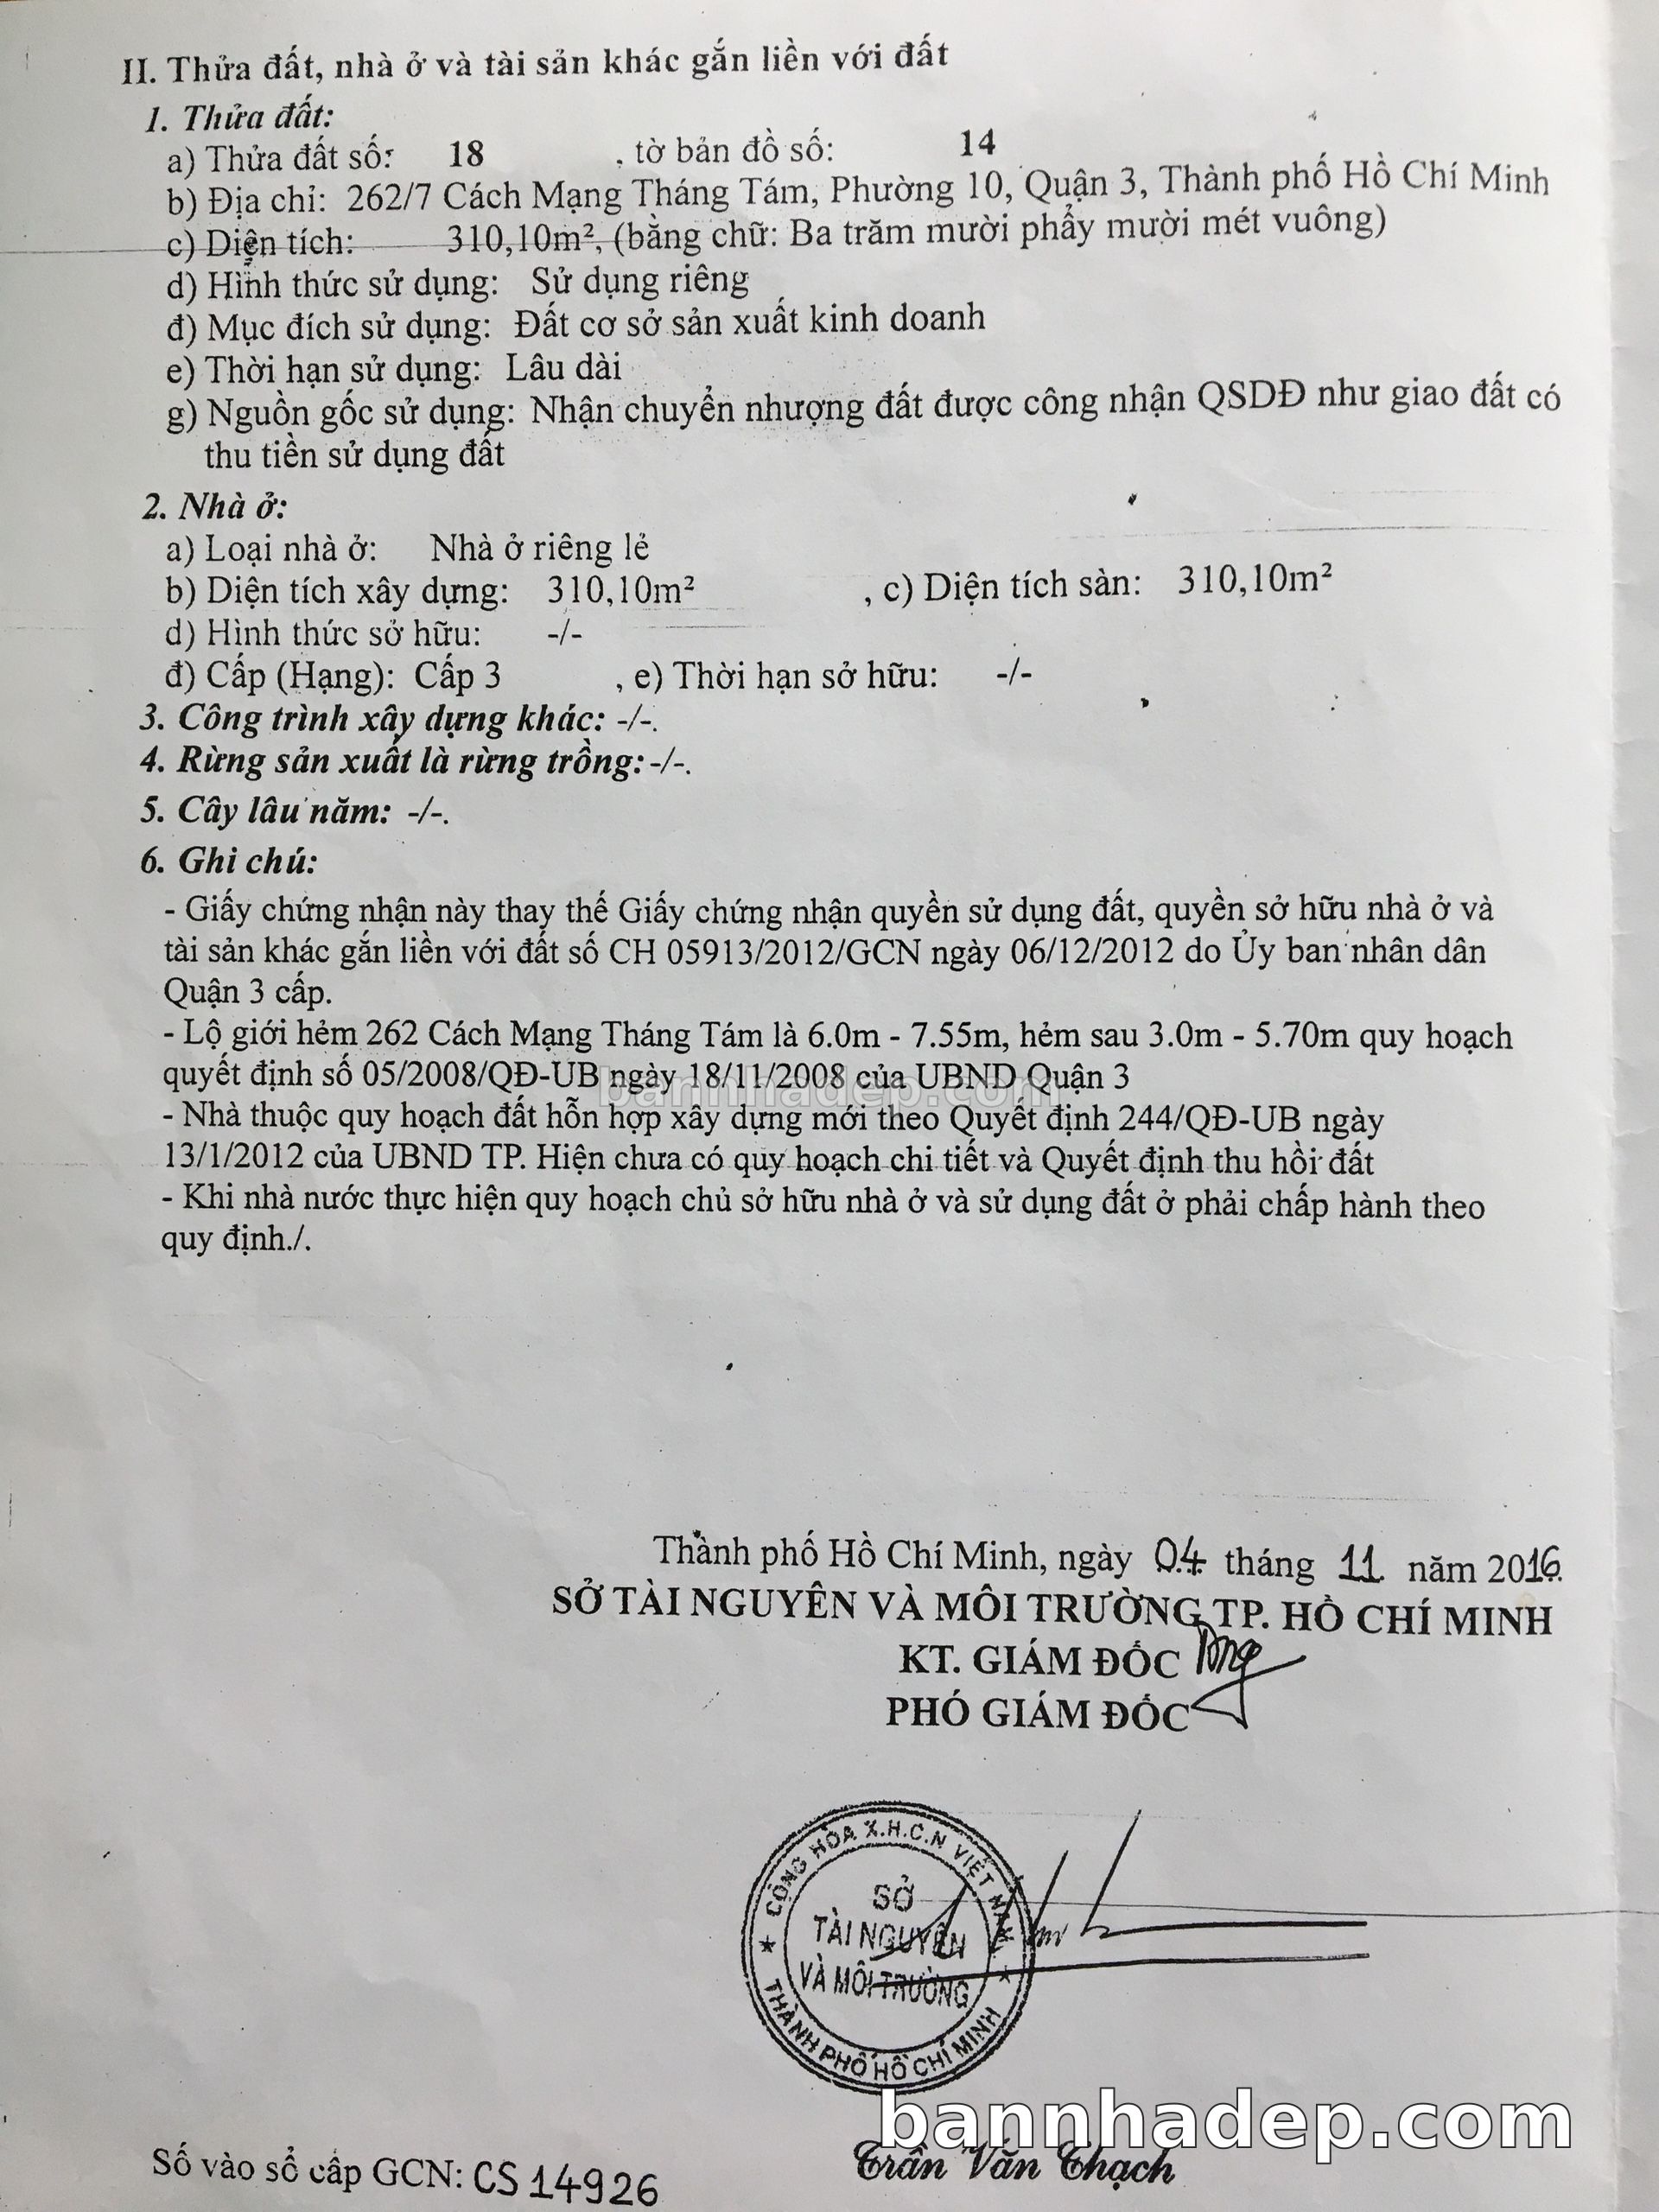 II. Thửa đất, nhà ở và tài sản khác gắn liền với đất
1. Thửa đất:
a) Thửa đất số: 18 , tờ bản đồ số: 14
b) Địa chỉ: 262/7 Cách Mạng Tháng Tám, Phường 10, Quận 3, Thành phố Hồ Chí Minh
c) Diện tích: 310,10m², (bằng chữ: Ba trăm mười phẩy mười mét vuông)
d) Hình thức sử dụng: Sử dụng riêng
đ) Mục đích sử dụng: Đất cơ sở sản xuất kinh doanh
e) Thời hạn sử dụng: Lâu dài
g) Nguồn gốc sử dụng: Nhận chuyển nhượng đất được công nhận QSDĐ như giao đất có
thu tiền sử dụng đất
2. Nhà ở:
a) Loại nhà ở: Nhà ở riêng lẻ
b) Diện tích xây dựng: 310,10m² , c) Diện tích sàn: 310,10m²
d) Hình thức sở hữu: -/-
đ) Cấp (Hạng): Cấp 3 , e) Thời hạn sở hữu: -/-
3. Công trình xây dựng khác: -/-.
4. Rừng sản xuất là rừng trồng: -/-.
5. Cây lâu năm: -/-.
6. Ghi chú:
- Giấy chứng nhận này thay thế Giấy chứng nhận quyền sử dụng đất, quyền sở hữu nhà ở và
tài sản khác gắn liền với đất số CH 05913/2012/GCN ngày 06/12/2012 do Ủy ban nhân dân
Quận 3 cấp.
- Lộ giới hẻm 262 Cách Mạng Tháng Tám là 6.0m - 7.55m, hẻm sau 3.0m - 5.70m quy hoạch
quyết định số 05/2008/QĐ-UB ngày 18/11/2008 của UBND Quận 3
bannhadep.com
- Nhà thuộc quy hoạch đất hỗn hợp xây dựng mới theo Quyết định 244/QĐ-UB ngày
13/1/2012 của UBND TP. Hiện chưa có quy hoạch chi tiết và Quyết định thu hồi đất
- Khi nhà nước thực hiện quy hoạch chủ sở hữu nhà ở và sử dụng đất ở phải chấp hành theo
quy định./.
Thành phố Hồ Chí Minh, ngày 04 tháng 11 năm 2016
SỞ TÀI NGUYÊN VÀ MÔI TRƯỜNG TP. HỒ CHÍ MINH
KT. GIÁM ĐỐC
PHÓ GIÁM ĐỐC
CỘNG HÒA X.H.C.N VIỆT NAM
SỞ
TÀI NGUYÊN
VÀ MÔI TRƯỜNG
THÀNH PHỐ HỒ CHÍ MINH
bannhadep.com
Trần Văn Thạch
Số vào sổ cấp GCN: CS 14926